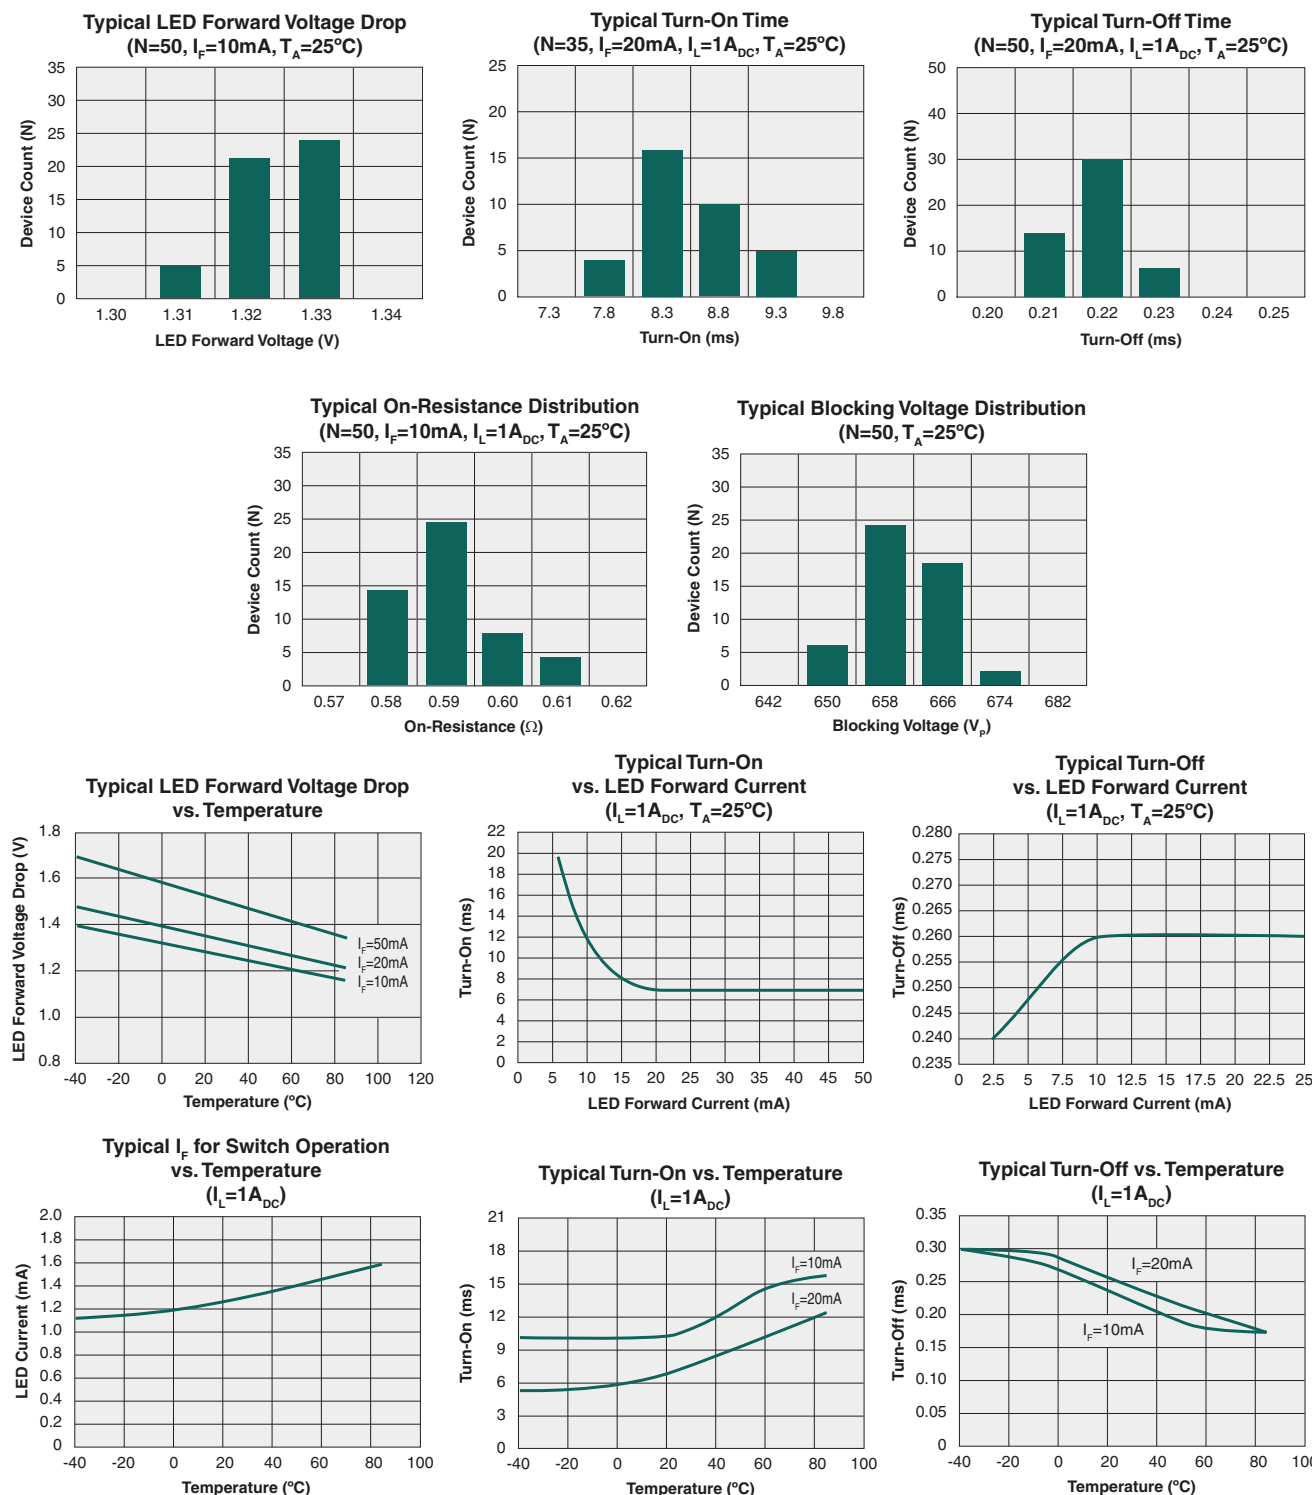 Typical LED Forward Voltage Drop
(N=50, IF=10mA, TA=25ºC)
Device Count (N)
35
30
25
20
15
10
5
0
1.30 1.31 1.32 1.33 1.34
LED Forward Voltage (V)
Typical Turn-On Time
(N=35, IF=20mA, IL=1ADC, TA=25ºC)
Device Count (N)
25
20
15
10
5
0
7.3 7.8 8.3 8.8 9.3 9.8
Turn-On (ms)
Typical Turn-Off Time
(N=50, IF=20mA, IL=1ADC, TA=25ºC)
Device Count (N)
50
40
30
20
10
0
0.20 0.21 0.22 0.23 0.24 0.25
Turn-Off (ms)
Typical On-Resistance Distribution
(N=50, IF=10mA, IL=1ADC, TA=25ºC)
Device Count (N)
35
30
25
20
15
10
5
0
0.57 0.58 0.59 0.60 0.61 0.62
On-Resistance (Ω)
Typical Blocking Voltage Distribution
(N=50, TA=25ºC)
Device Count (N)
35
30
25
20
15
10
5
0
642 650 658 666 674 682
Blocking Voltage (VP)
Typical LED Forward Voltage Drop
vs. Temperature
LED Forward Voltage Drop (V)
1.8
1.6
1.4
1.2
1.0
0.8
IF=50mA
IF=20mA
IF=10mA
-40 -20 0 20 40 60 80 100 120
Temperature (ºC)
Typical Turn-On
vs. LED Forward Current
(IL=1ADC, TA=25ºC)
Turn-On (ms)
22
20
18
16
14
12
10
8
6
4
2
0
0 5 10 15 20 25 30 35 40 45 50
LED Forward Current (mA)
Typical Turn-Off
vs. LED Forward Current
(IL=1ADC, TA=25ºC)
Turn-Off (ms)
0.280
0.275
0.270
0.265
0.260
0.255
0.250
0.245
0.240
0.235
0 2.5 5 7.5 10 12.5 15 17.5 20 22.5 25
LED Forward Current (mA)
Typical IF for Switch Operation
vs. Temperature
(IL=1ADC)
LED Current (mA)
2.0
1.8
1.6
1.4
1.2
1.0
0.8
0.6
0.4
0.2
0
-40 -20 0 20 40 60 80 100
Temperature (ºC)
Typical Turn-On vs. Temperature
(IL=1ADC)
Turn-On (ms)
21
18
15
12
9
6
3
0
IF=10mA
IF=20mA
-40 -20 0 20 40 60 80 100
Temperature (ºC)
Typical Turn-Off vs. Temperature
(IL=1ADC)
Turn-Off (ms)
0.35
0.30
0.25
0.20
0.15
0.10
0.05
0
IF=20mA
IF=10mA
-40 -20 0 20 40 60 80 100
Temperature (ºC)